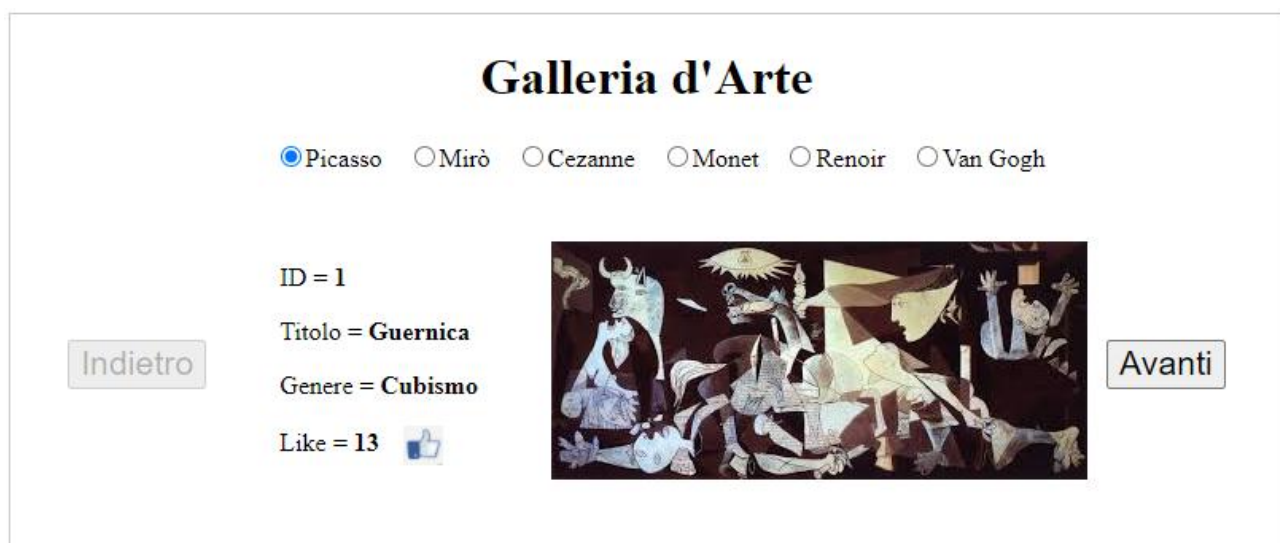 Galleria d'Arte
Picasso Mirò Cezanne Monet Renoir Van Gogh
ID = 1
Titolo = Guernica
Indietro
Avanti
Genere = Cubismo
Like = 13